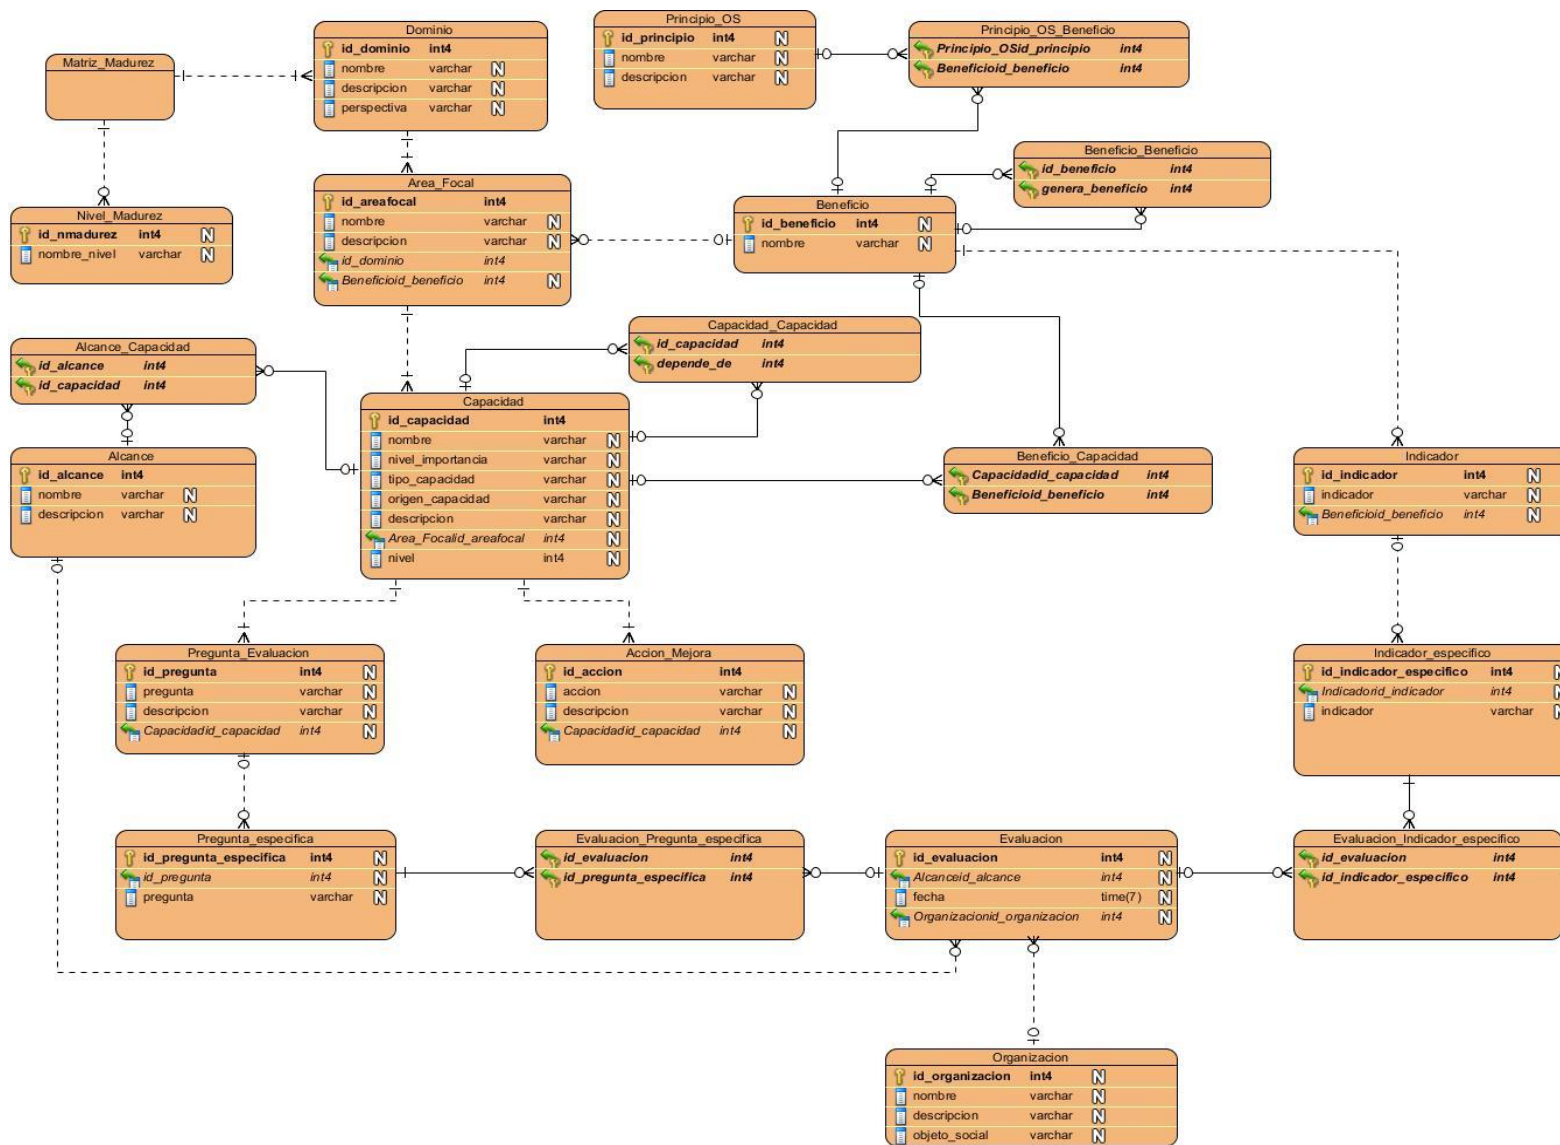 Matriz_Madurez
Dominio
id_dominio int4
nombre varchar N
descripcion varchar N
perspectiva varchar N
Principio_OS
id_principio int4 N
nombre varchar N
descripcion varchar N
Principio_OS_Beneficio
Principio_OSid_principio int4
Beneficioid_beneficio int4
Beneficio_Beneficio
id_beneficio int4
genera_beneficio int4
Nivel_Madurez
id_nmadurez int4 N
nombre_nivel varchar N
Area_Focal
id_areafocal int4
nombre varchar N
descripcion varchar N
id_dominio int4
Beneficioid_beneficio int4 N
Beneficio
id_beneficio int4 N
nombre varchar N
Alcance_Capacidad
id_alcance int4
id_capacidad int4
Capacidad_Capacidad
id_capacidad int4
depende_de int4
Alcance
id_alcance int4
nombre varchar N
descripcion varchar N
Capacidad
id_capacidad int4
nombre varchar N
nivel_importancia varchar N
tipo_capacidad varchar N
origen_capacidad varchar N
descripcion varchar N
Area_Focalid_areafocal int4 N
nivel int4 N
Beneficio_Capacidad
Capacidadid_capacidad int4
Beneficioid_beneficio int4
Indicador
id_indicador int4 N
indicador varchar N
Beneficioid_beneficio int4 N
Pregunta_Evaluacion
id_pregunta int4 N
pregunta varchar N
descripcion varchar N
Capacidadid_capacidad int4 N
Accion_Mejora
id_accion int4
accion varchar N
descripcion varchar N
Capacidadid_capacidad int4 N
Indicador_especifico
id_indicador_especifico int4 N
Indicadorid_indicador int4 N
indicador varchar N
Pregunta_especifica
id_pregunta_especifica int4 N
id_pregunta int4 N
pregunta varchar N
Evaluacion_Pregunta_especifica
id_evaluacion int4
id_pregunta_especifica int4
Evaluacion
id_evaluacion int4 N
Alcanceid_alcance int4 N
fecha time(7) N
Organizacionid_organizacion int4 N
Evaluacion_Indicador_especifico
id_evaluacion int4
id_indicador_especifico int4
Organizacion
id_organizacion int4 N
nombre varchar N
descripcion varchar N
objeto_social varchar N